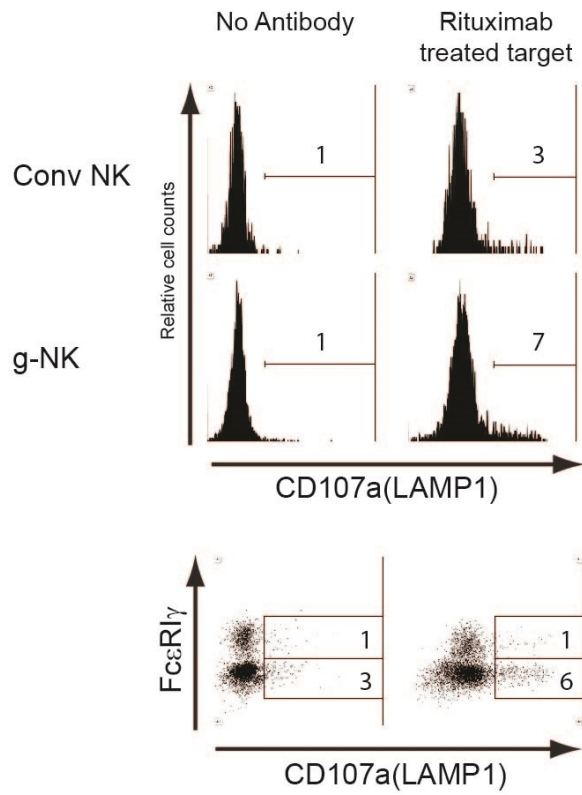 No Antibody
Rituximab
treated target
Conv NK
1
3
Relative cell counts
g-NK
1
7
CD107a(LAMP1)
FcεRIγ
1
1
3
6
CD107a(LAMP1)